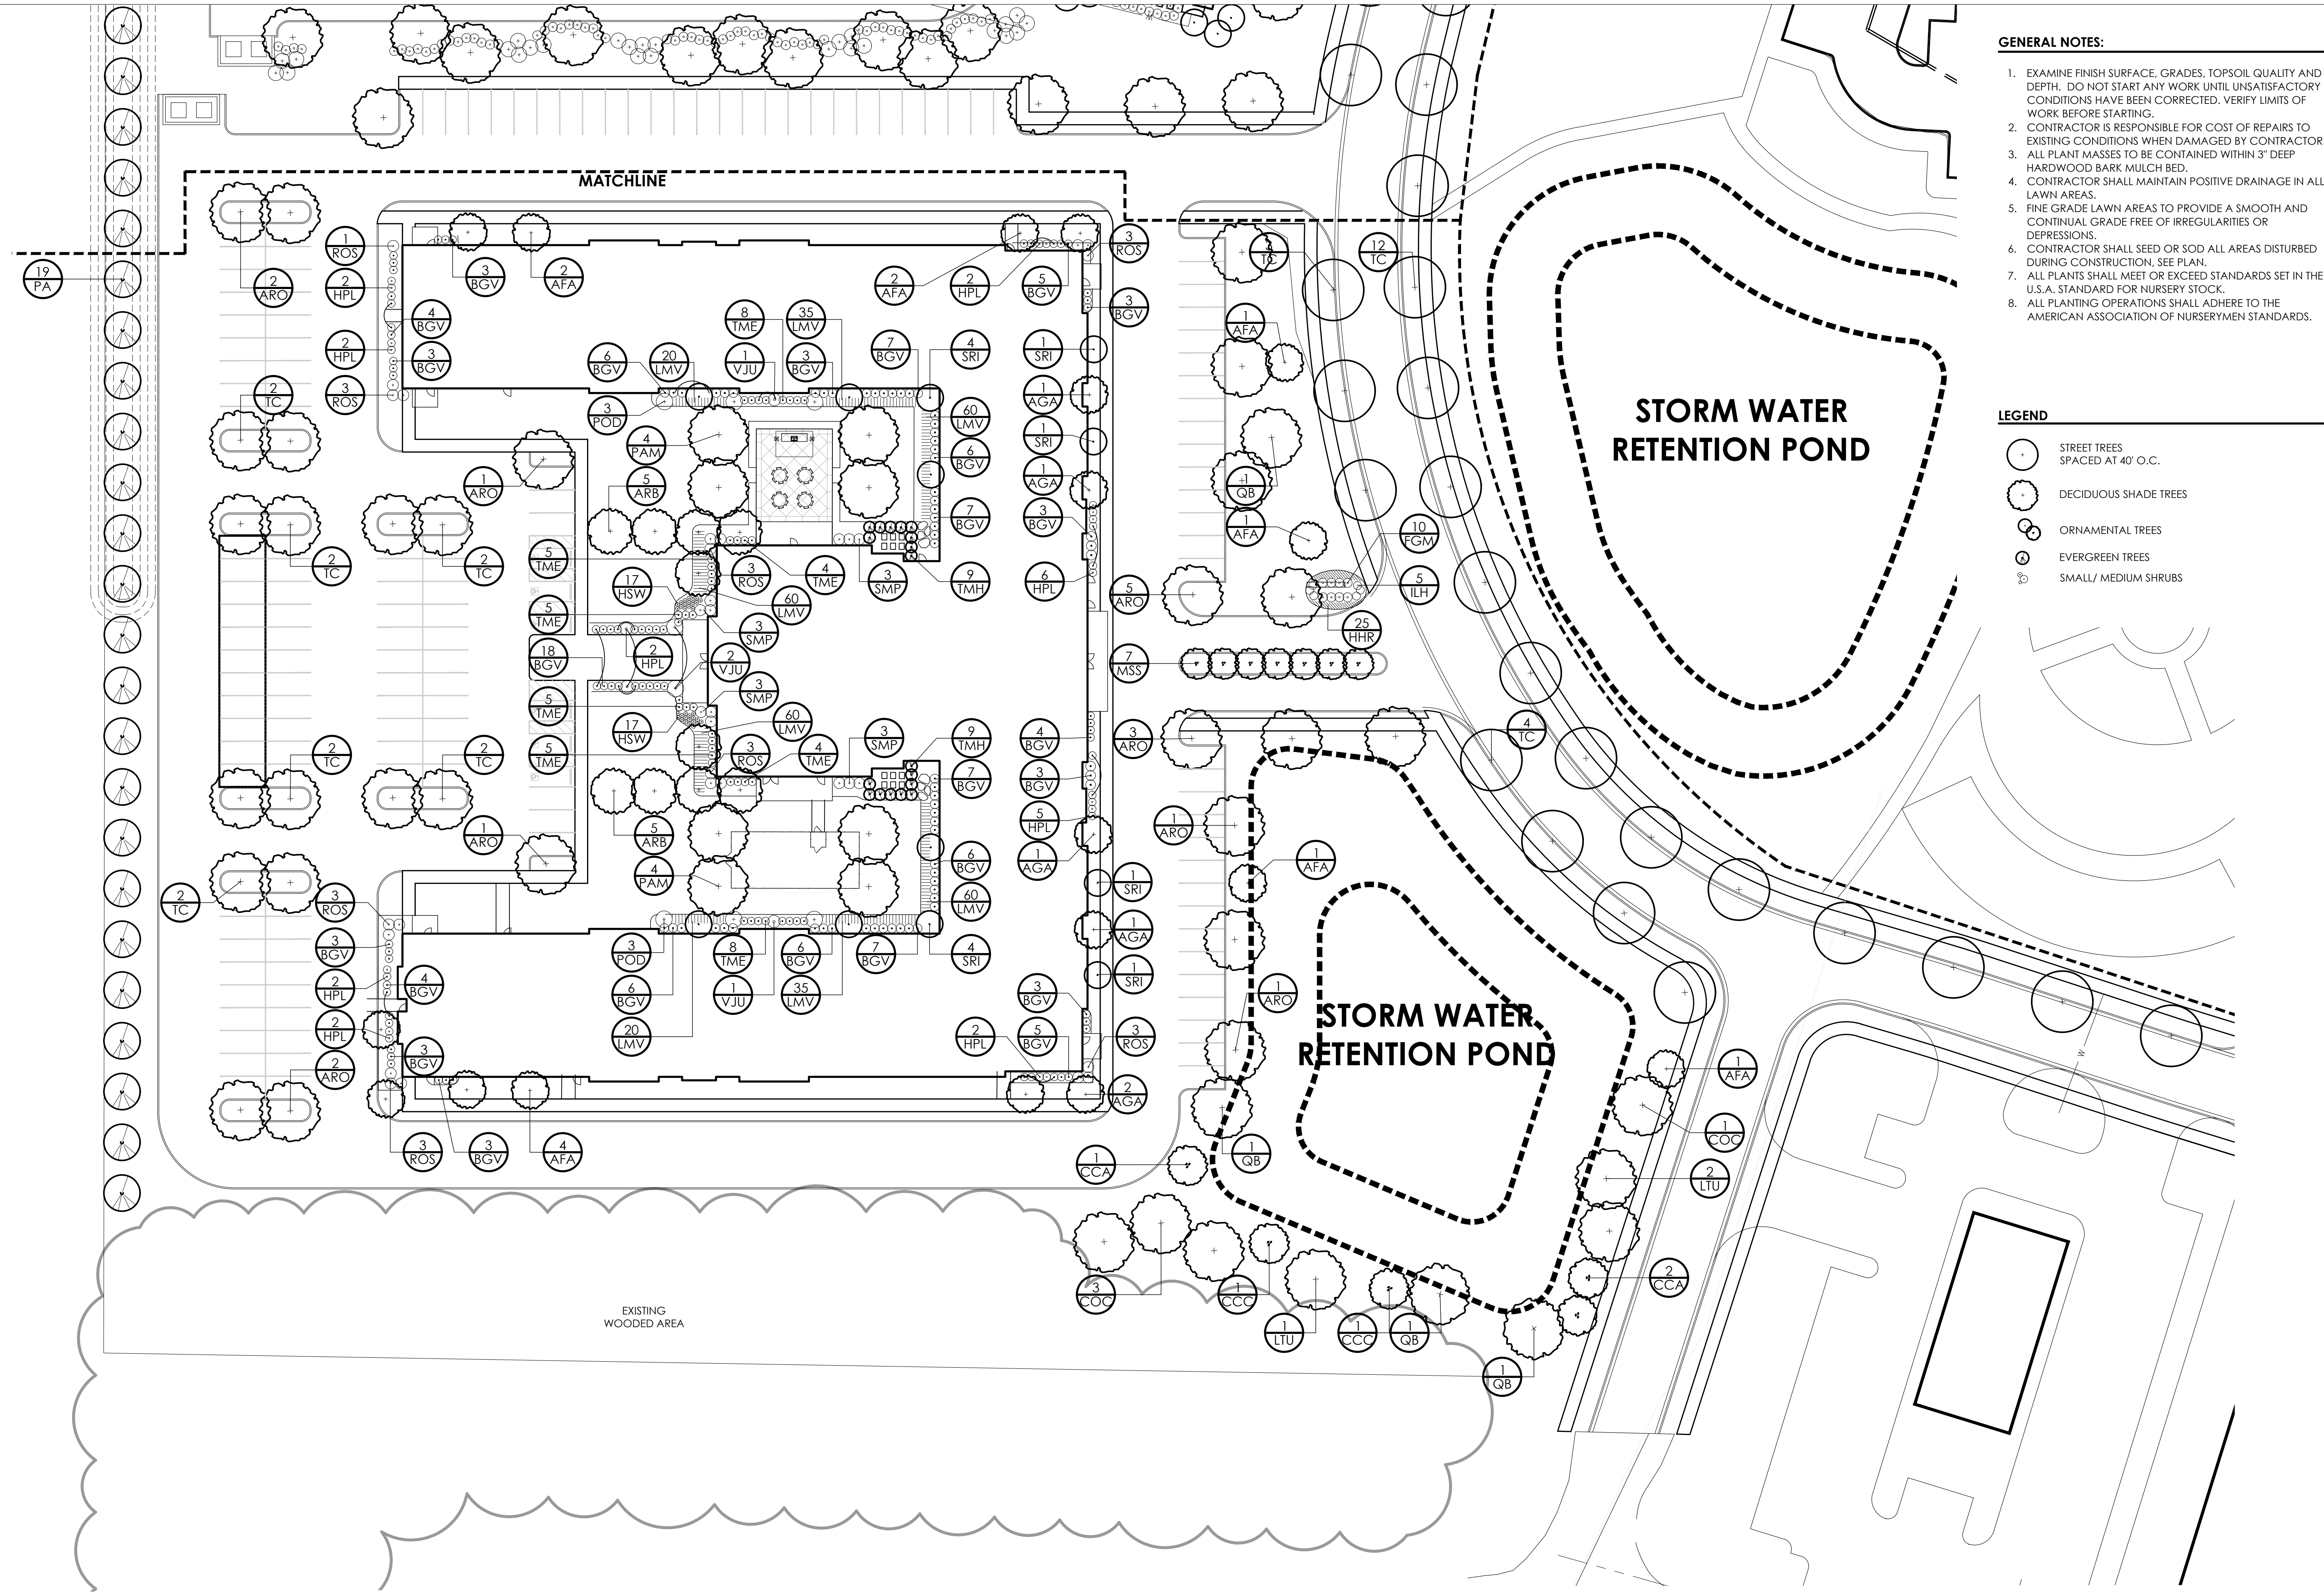 GENERAL NOTES:
1. EXAMINE FINISH SURFACE, GRADES, TOPSOIL QUALITY AND
DEPTH. DO NOT START ANY WORK UNTIL UNSATISFACTORY
CONDITIONS HAVE BEEN CORRECTED. VERIFY LIMITS OF
WORK BEFORE STARTING.
2. CONTRACTOR IS RESPONSIBLE FOR COST OF REPAIRS TO
EXISTING CONDITIONS WHEN DAMAGED BY CONTRACTOR
3. ALL PLANT MASSES TO BE CONTAINED WITHIN 3" DEEP
HARDWOOD BARK MULCH BED.
4. CONTRACTOR SHALL MAINTAIN POSITIVE DRAINAGE IN ALL
LAWN AREAS.
5. FINE GRADE LAWN AREAS TO PROVIDE A SMOOTH AND
CONTINUAL GRADE FREE OF IRREGULARITIES OR
DEPRESSIONS.
6. CONTRACTOR SHALL SEED OR SOD ALL AREAS DISTURBED
DURING CONSTRUCTION, SEE PLAN.
7. ALL PLANTS SHALL MEET OR EXCEED STANDARDS SET IN THE
U.S.A. STANDARD FOR NURSERY STOCK.
8. ALL PLANTING OPERATIONS SHALL ADHERE TO THE
AMERICAN ASSOCIATION OF NURSERYMEN STANDARDS.
LEGEND
STREET TREES
SPACED AT 40' O.C.
DECIDUOUS SHADE TREES
ORNAMENTAL TREES
EVERGREEN TREES
SMALL/ MEDIUM SHRUBS
MATCHLINE
STORM WATER
RETENTION POND
STORM WATER
RETENTION POND
EXISTING
WOODED AREA
19
PA
1
ROS
2
ARO
2
HPL
3
BGV
2
AFA
2
AFA
2
HPL
5
BGV
3
ROS
TC
12
TC
3
BGV
4
BGV
8
TME
35
LMV
1
AFA
2
HPL
3
BGV
6
BGV
20
LMV
1
VJU
3
BGV
7
BGV
4
SRI
1
SRI
2
TC
3
ROS
3
POD
60
LMV
1
AGA
4
PAM
6
BGV
1
SRI
1
ARO
5
ARB
1
AGA
1
QB
7
BGV
3
BGV
1
AFA
10
FGM
2
TC
2
TC
5
TME
17
HSW
3
ROS
4
TME
3
SMP
9
TMH
6
HPL
5
ARO
5
ILH
5
TME
60
LMV
3
SMP
25
HHR
18
BGV
2
HPL
2
VJU
7
MSS
5
TME
3
SMP
17
HSW
60
LMV
3
SMP
9
TMH
4
BGV
3
ARO
4
TC
2
TC
2
TC
5
TME
3
ROS
4
TME
7
BGV
3
BGV
1
ARO
5
ARB
5
HPL
1
ARO
4
PAM
6
BGV
1
AGA
1
AFA
2
TC
3
ROS
60
LMV
1
SRI
3
BGV
3
POD
8
TME
6
BGV
7
BGV
4
SRI
1
AGA
2
HPL
4
BGV
6
BGV
1
VJU
35
LMV
3
BGV
1
SRI
1
ARO
2
HPL
20
LMV
2
HPL
5
BGV
3
ROS
2
ARO
3
BGV
2
AGA
1
AFA
3
ROS
3
BGV
4
AFA
1
CCA
1
QB
1
COC
2
LTU
3
COC
1
CCC
2
CCA
1
LTU
1
CCC
1
QB
1
QB
W